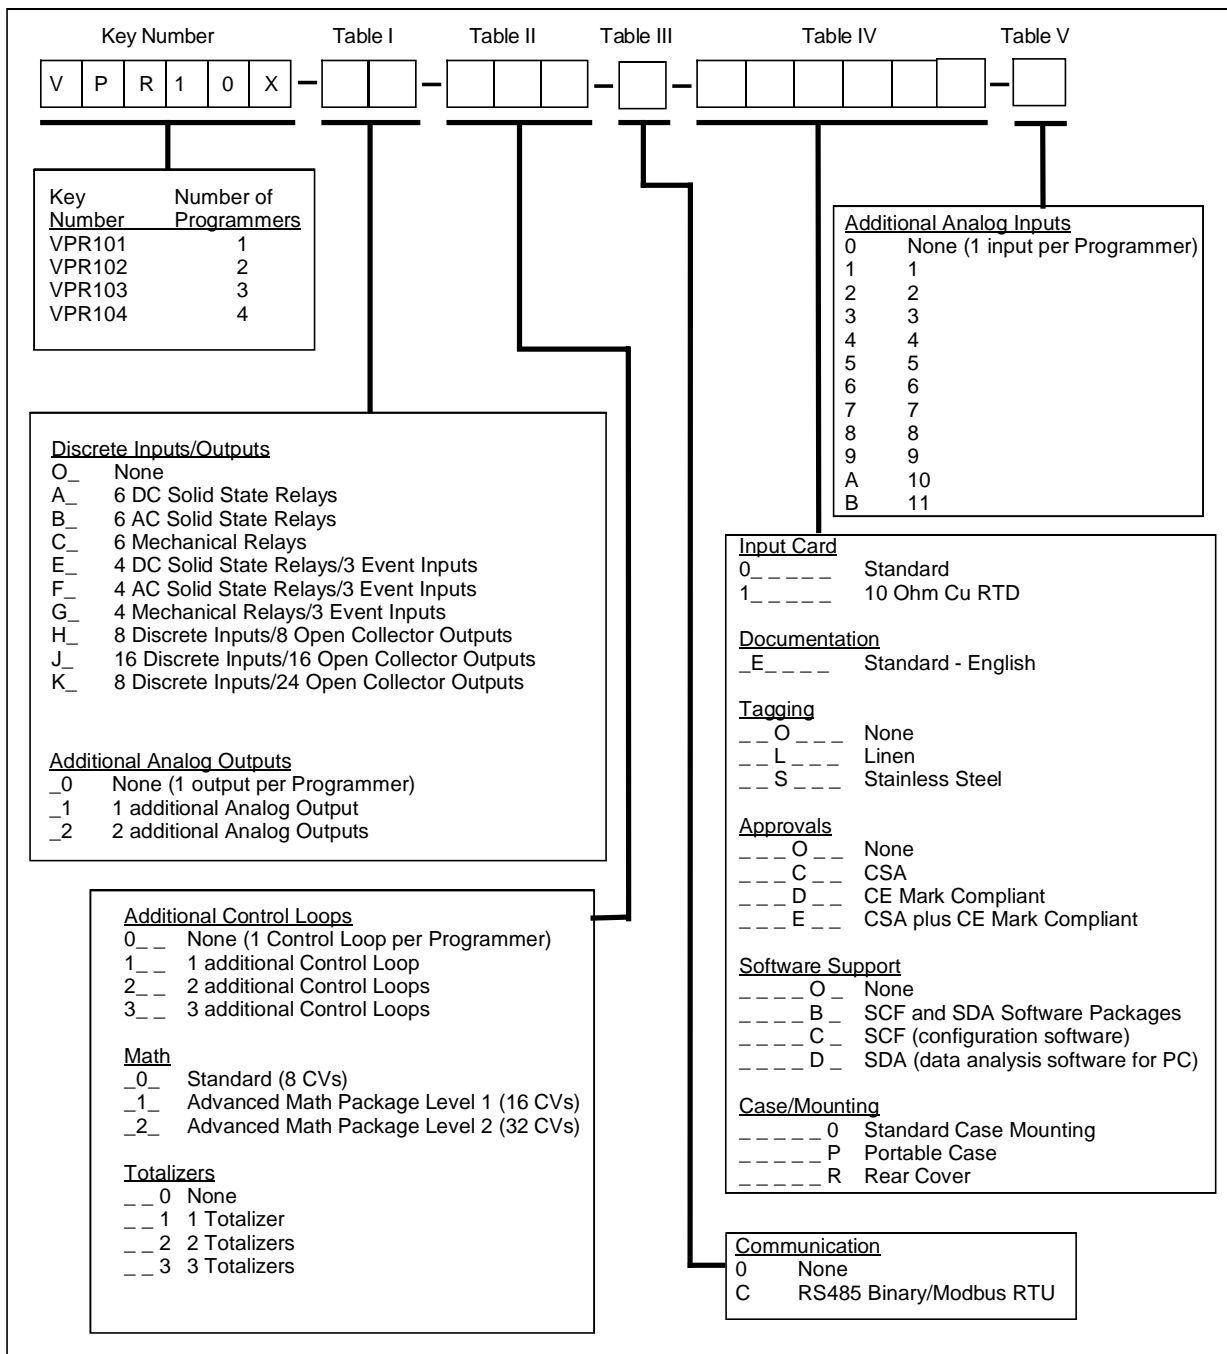 Key Number Table I Table II Table III Table IV Table V
V P R 1 0 X
Key Number Number of Programmers
VPR101 1
VPR102 2
VPR103 3
VPR104 4
Additional Analog Inputs
0 None (1 input per Programmer)
1 1
2 2
3 3
4 4
5 5
6 6
7 7
8 8
9 9
A 10
B 11
Discrete Inputs/Outputs
O_ None
A_ 6 DC Solid State Relays
B_ 6 AC Solid State Relays
C_ 6 Mechanical Relays
E_ 4 DC Solid State Relays/3 Event Inputs
F_ 4 AC Solid State Relays/3 Event Inputs
G_ 4 Mechanical Relays/3 Event Inputs
H_ 8 Discrete Inputs/8 Open Collector Outputs
J_ 16 Discrete Inputs/16 Open Collector Outputs
K_ 8 Discrete Inputs/24 Open Collector Outputs
Additional Analog Outputs
_0 None (1 output per Programmer)
_1 1 additional Analog Output
_2 2 additional Analog Outputs
Additional Control Loops
0_ _ None (1 Control Loop per Programmer)
1_ _ 1 additional Control Loop
2_ _ 2 additional Control Loops
3_ _ 3 additional Control Loops
Math
_0_ Standard (8 CVs)
_1_ Advanced Math Package Level 1 (16 CVs)
_2_ Advanced Math Package Level 2 (32 CVs)
Totalizers
_ _ 0 None
_ _ 1 1 Totalizer
_ _ 2 2 Totalizers
_ _ 3 3 Totalizers
Input Card
0_ _ _ _ _ Standard
1_ _ _ _ _ 10 Ohm Cu RTD
Documentation
_E_ _ _ _ Standard - English
Tagging
_ _ O _ _ _ None
_ _ L _ _ _ Linen
_ _ S _ _ _ Stainless Steel
Approvals
_ _ _ O _ _ None
_ _ _ C _ _ CSA
_ _ _ D _ _ CE Mark Compliant
_ _ _ E _ _ CSA plus CE Mark Compliant
Software Support
_ _ _ _ O _ None
_ _ _ _ B _ SCF and SDA Software Packages
_ _ _ _ C _ SCF (configuration software)
_ _ _ _ D _ SDA (data analysis software for PC)
Case/Mounting
_ _ _ _ _ 0 Standard Case Mounting
_ _ _ _ _ P Portable Case
_ _ _ _ _ R Rear Cover
Communication
0 None
C RS485 Binary/Modbus RTU